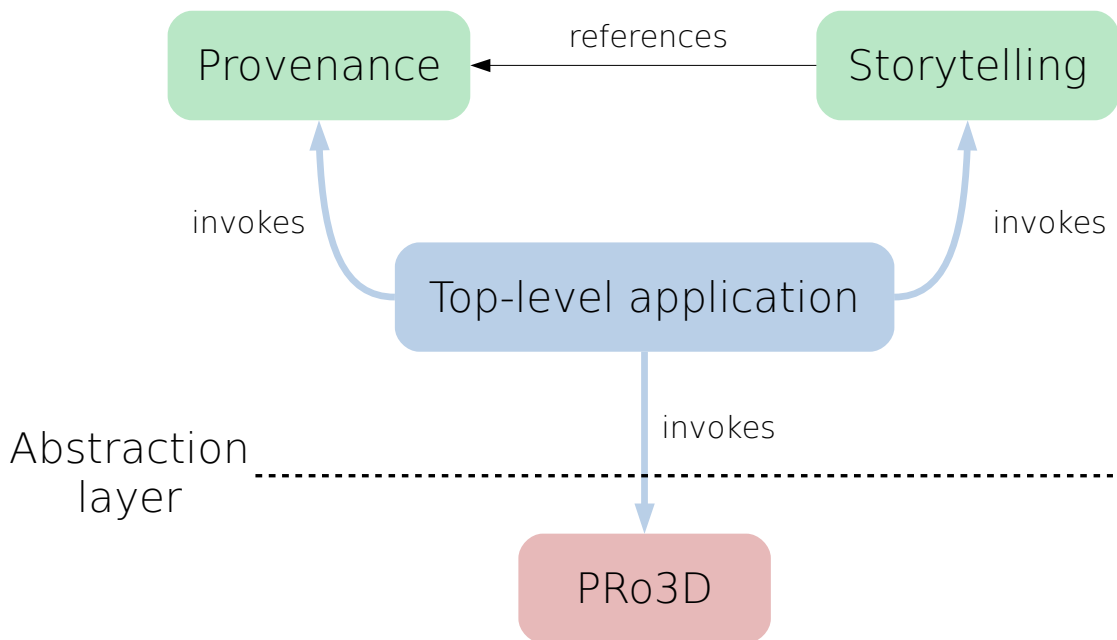 references
Provenance
Storytelling
invokes
invokes
Top-level application
invokes
Abstraction
layer
PRo3D